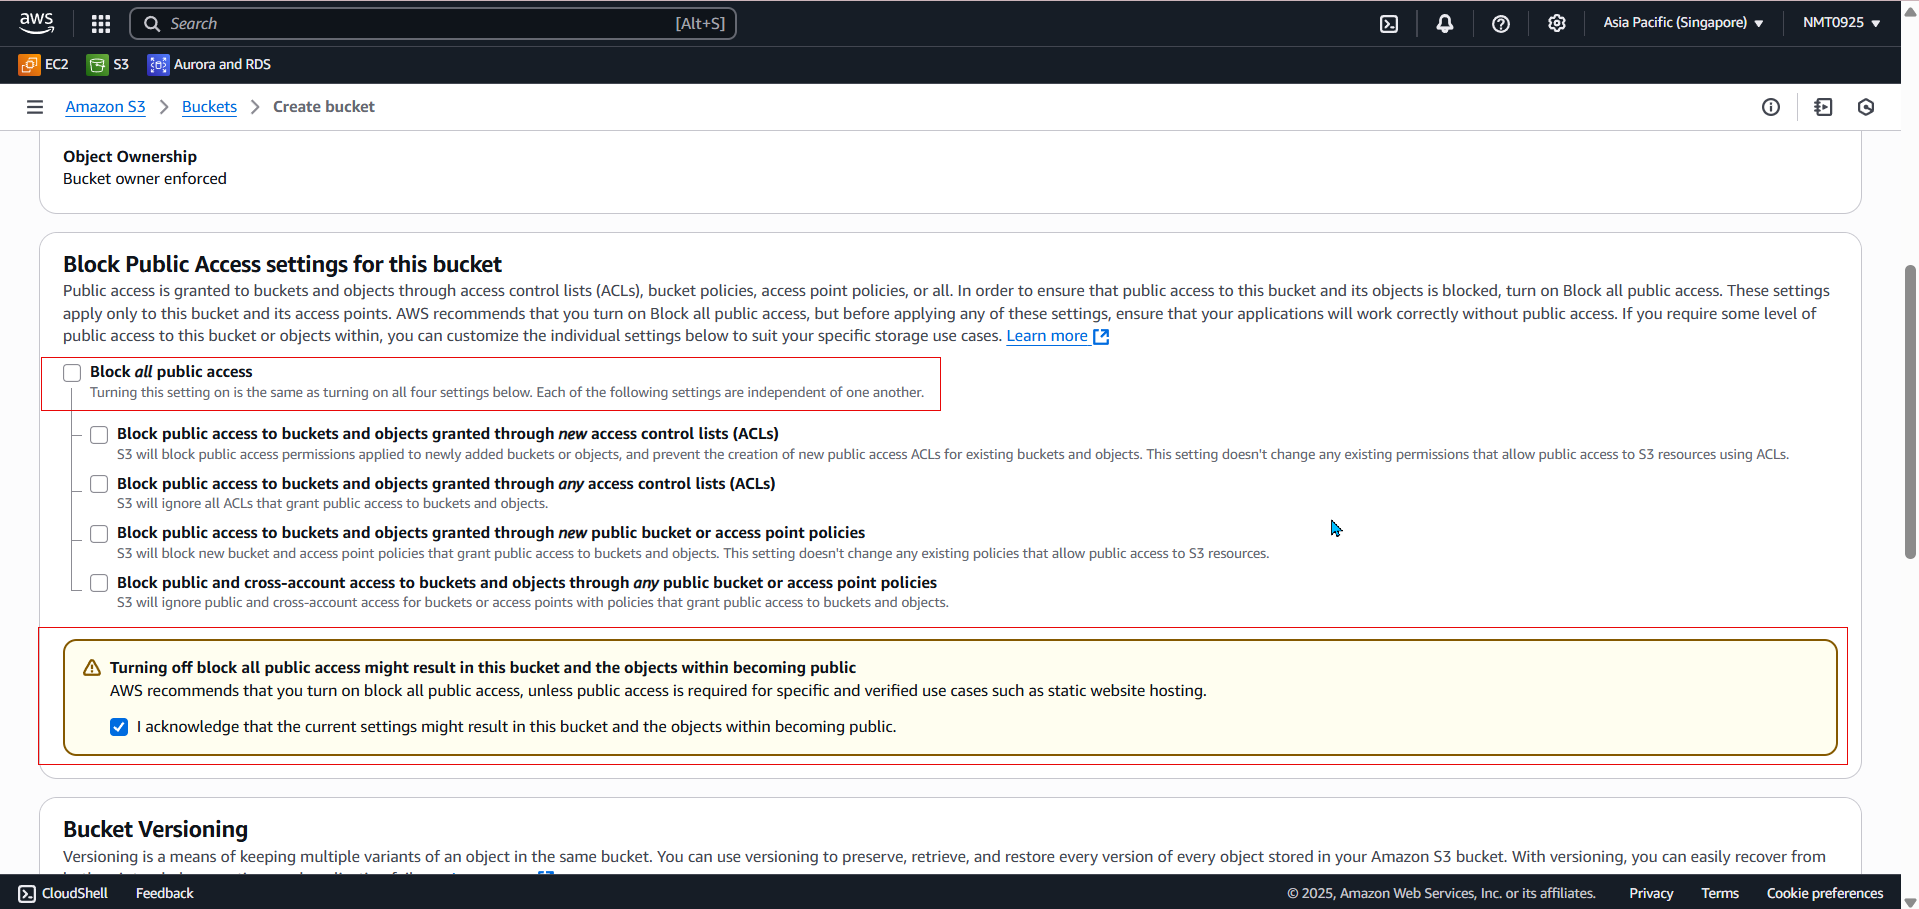 aws
Search [Alt+S]
Asia Pacific (Singapore) NMT0925
EC2 S3 Aurora and RDS
Amazon S3 Buckets Create bucket
Object Ownership
Bucket owner enforced
Block Public Access settings for this bucket
Public access is granted to buckets and objects through access control lists (ACLs), bucket policies, access point policies, or all. In order to ensure that public access to this bucket and its objects is blocked, turn on Block all public access. These settings
apply only to this bucket and its access points. AWS recommends that you turn on Block all public access, but before applying any of these settings, ensure that your applications will work correctly without public access. If you require some level of
public access to this bucket or objects within, you can customize the individual settings below to suit your specific storage use cases. Learn more
Block all public access
Turning this setting on is the same as turning on all four settings below. Each of the following settings are independent of one another.
Block public access to buckets and objects granted through new access control lists (ACLs)
S3 will block public access permissions applied to newly added buckets or objects, and prevent the creation of new public access ACLs for existing buckets and objects. This setting doesn't change any existing permissions that allow public access to S3 resources using ACLs.
Block public access to buckets and objects granted through any access control lists (ACLs)
S3 will ignore all ACLs that grant public access to buckets and objects.
Block public access to buckets and objects granted through new public bucket or access point policies
S3 will block new bucket and access point policies that grant public access to buckets and objects. This setting doesn't change any existing policies that allow public access to S3 resources.
Block public and cross-account access to buckets and objects through any public bucket or access point policies
S3 will ignore public and cross-account access for buckets or access points with policies that grant public access to buckets and objects.
Turning off block all public access might result in this bucket and the objects within becoming public
AWS recommends that you turn on block all public access, unless public access is required for specific and verified use cases such as static website hosting.
I acknowledge that the current settings might result in this bucket and the objects within becoming public.
Bucket Versioning
Versioning is a means of keeping multiple variants of an object in the same bucket. You can use versioning to preserve, retrieve, and restore every version of every object stored in your Amazon S3 bucket. With versioning, you can easily recover from
CloudShell Feedback © 2025, Amazon Web Services, Inc. or its affiliates. Privacy Terms Cookie preferences